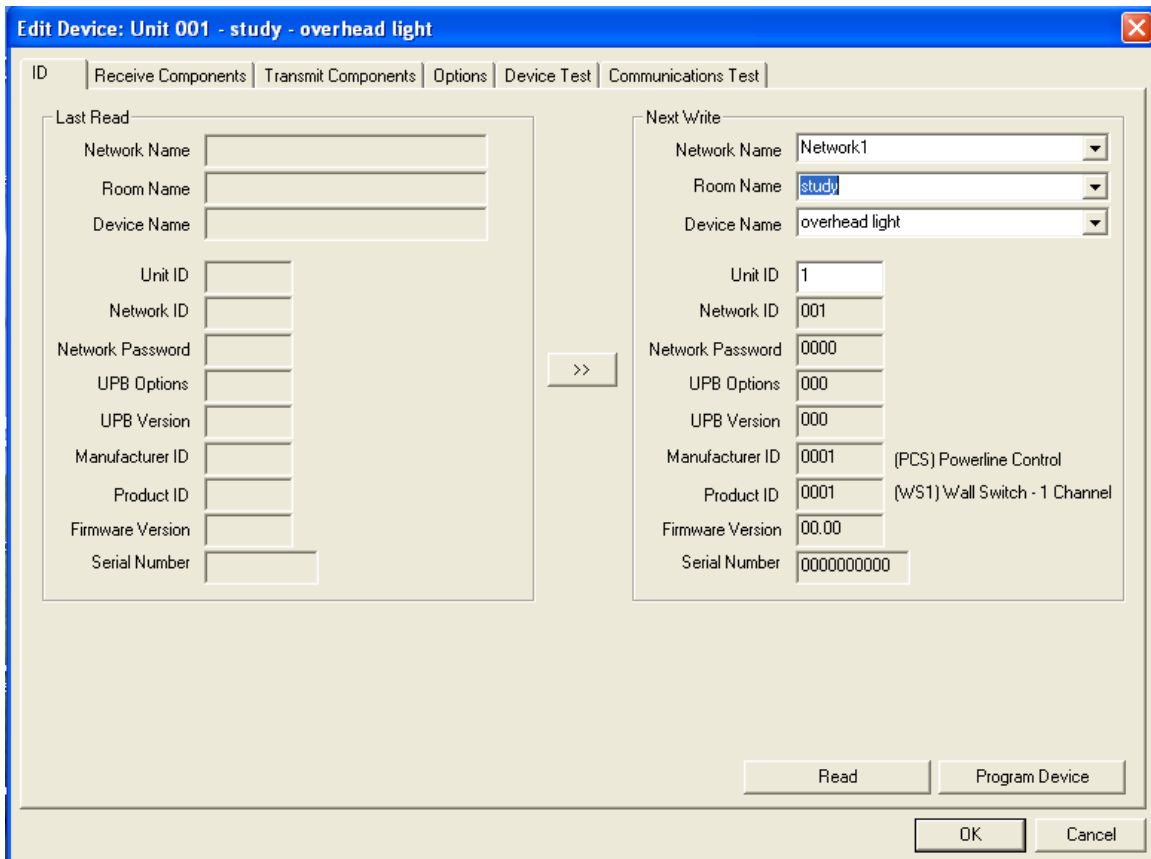 Edit Device: Unit 001 - study - overhead light
ID Receive Components Transmit Components Options Device Test Communications Test
Last Read
Network Name
Room Name
Device Name
Unit ID
Network ID
Network Password
UPB Options
UPB Version
Manufacturer ID
Product ID
Firmware Version
Serial Number
>>
Next Write
Network Name Network1
Room Name study
Device Name overhead light
Unit ID 1
Network ID 001
Network Password 0000
UPB Options 000
UPB Version 000
Manufacturer ID 0001 (PCS) Powerline Control
Product ID 0001 (WS1) Wall Switch - 1 Channel
Firmware Version 00.00
Serial Number 0000000000
Read Program Device
OK Cancel